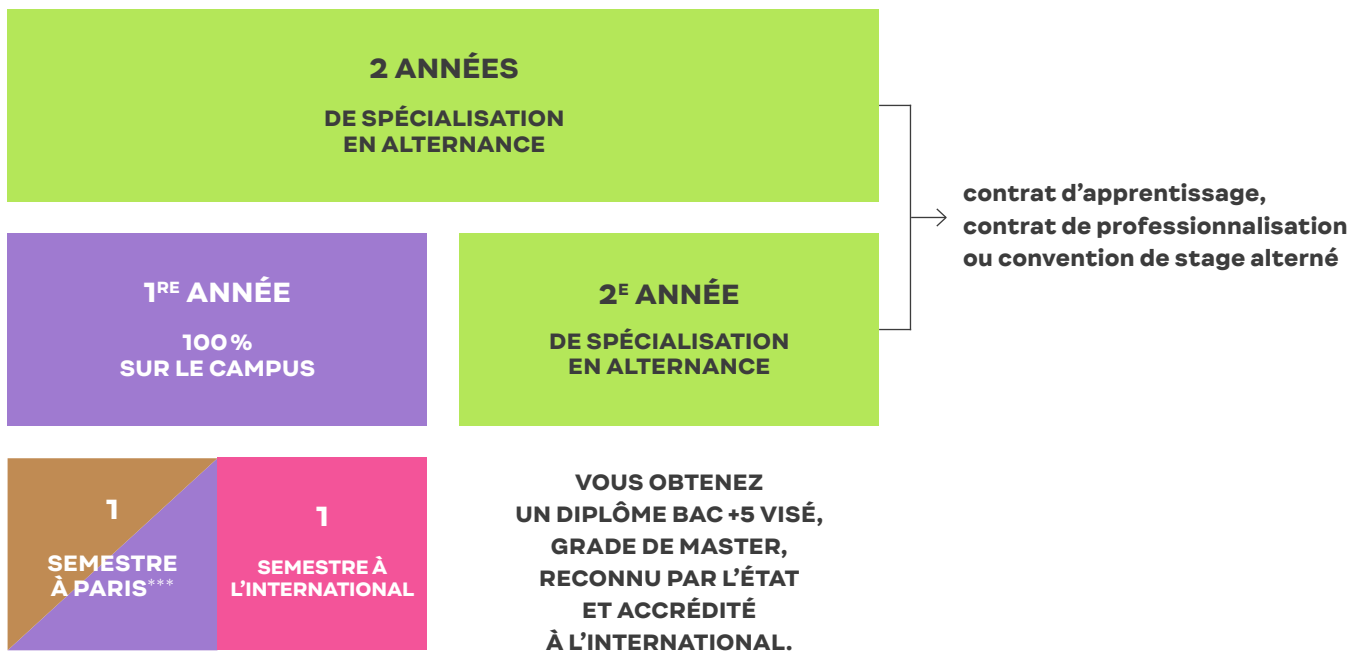 2 ANNÉES
DE SPÉCIALISATION
EN ALTERNANCE
contrat d’apprentissage,
contrat de professionnalisation
ou convention de stage alterné
1RE ANNÉE
100 %
SUR LE CAMPUS
2E ANNÉE
DE SPÉCIALISATION
EN ALTERNANCE
1
SEMESTRE
À PARIS***
1
SEMESTRE À
L’INTERNATIONAL
VOUS OBTENEZ
UN DIPLÔME BAC +5 VISÉ,
GRADE DE MASTER,
RECONNU PAR L’ÉTAT
ET ACCRÉDITÉ
À L’INTERNATIONAL.